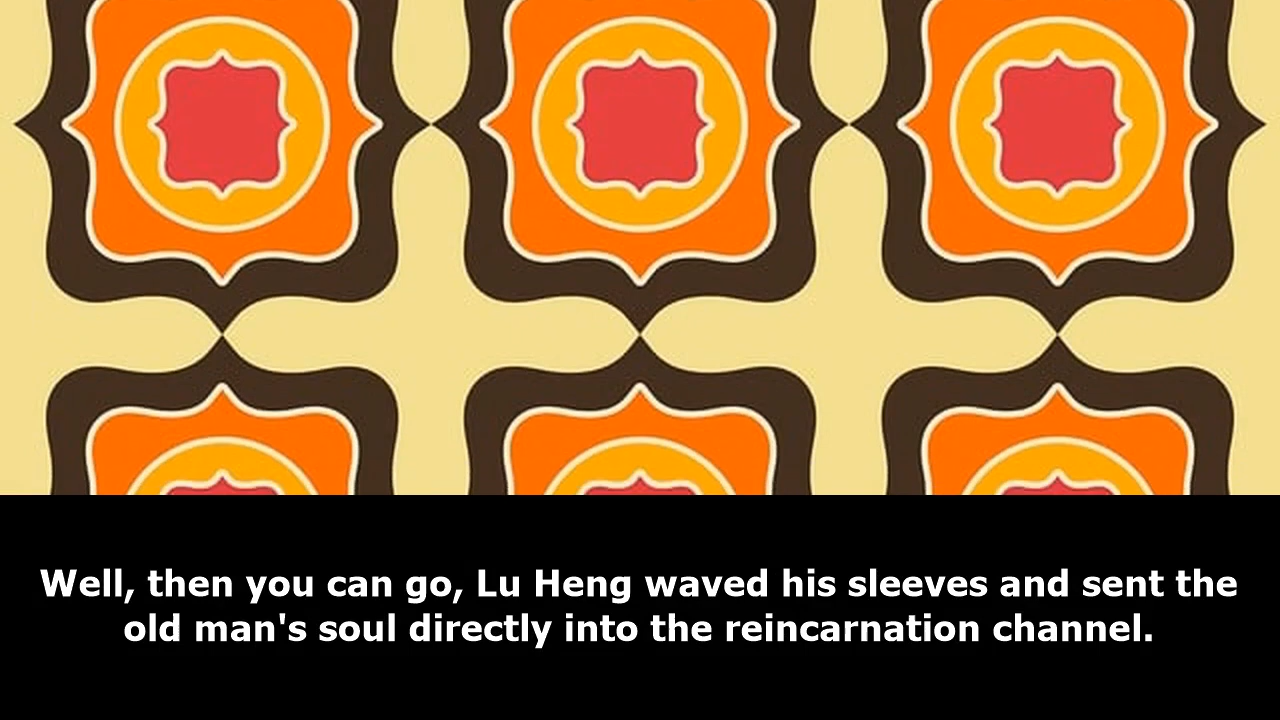 Well, then you can go, Lu Heng waved his sleeves and sent the
old man's soul directly into the reincarnation channel.